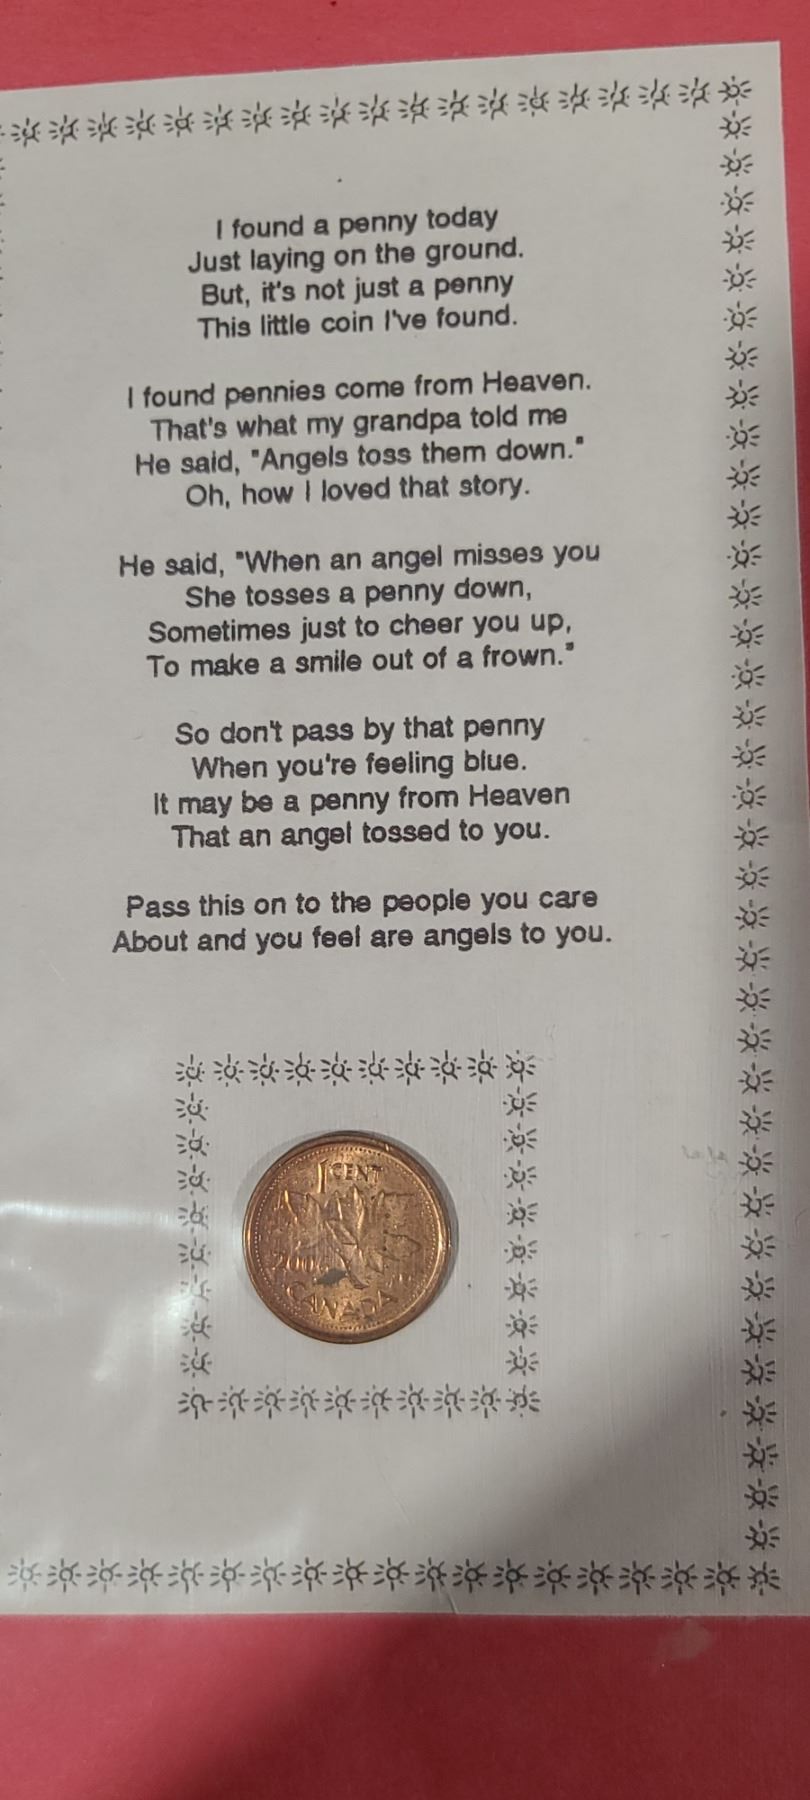 I found a penny today
Just laying on the ground.
But, it's not just a penny
This little coin I've found.
I found pennies come from Heaven.
That's what my grandpa told me
He said, "Angels toss them down."
Oh, how I loved that story.
He said, "When an angel misses you
She tosses a penny down,
Sometimes just to cheer you up,
To make a smile out of a frown."
So don't pass by that penny
When you're feeling blue.
It may be a penny from Heaven
That an angel tossed to you.
Pass this on to the people you care
About and you feel are angels to you.
1 CENT
CANADA